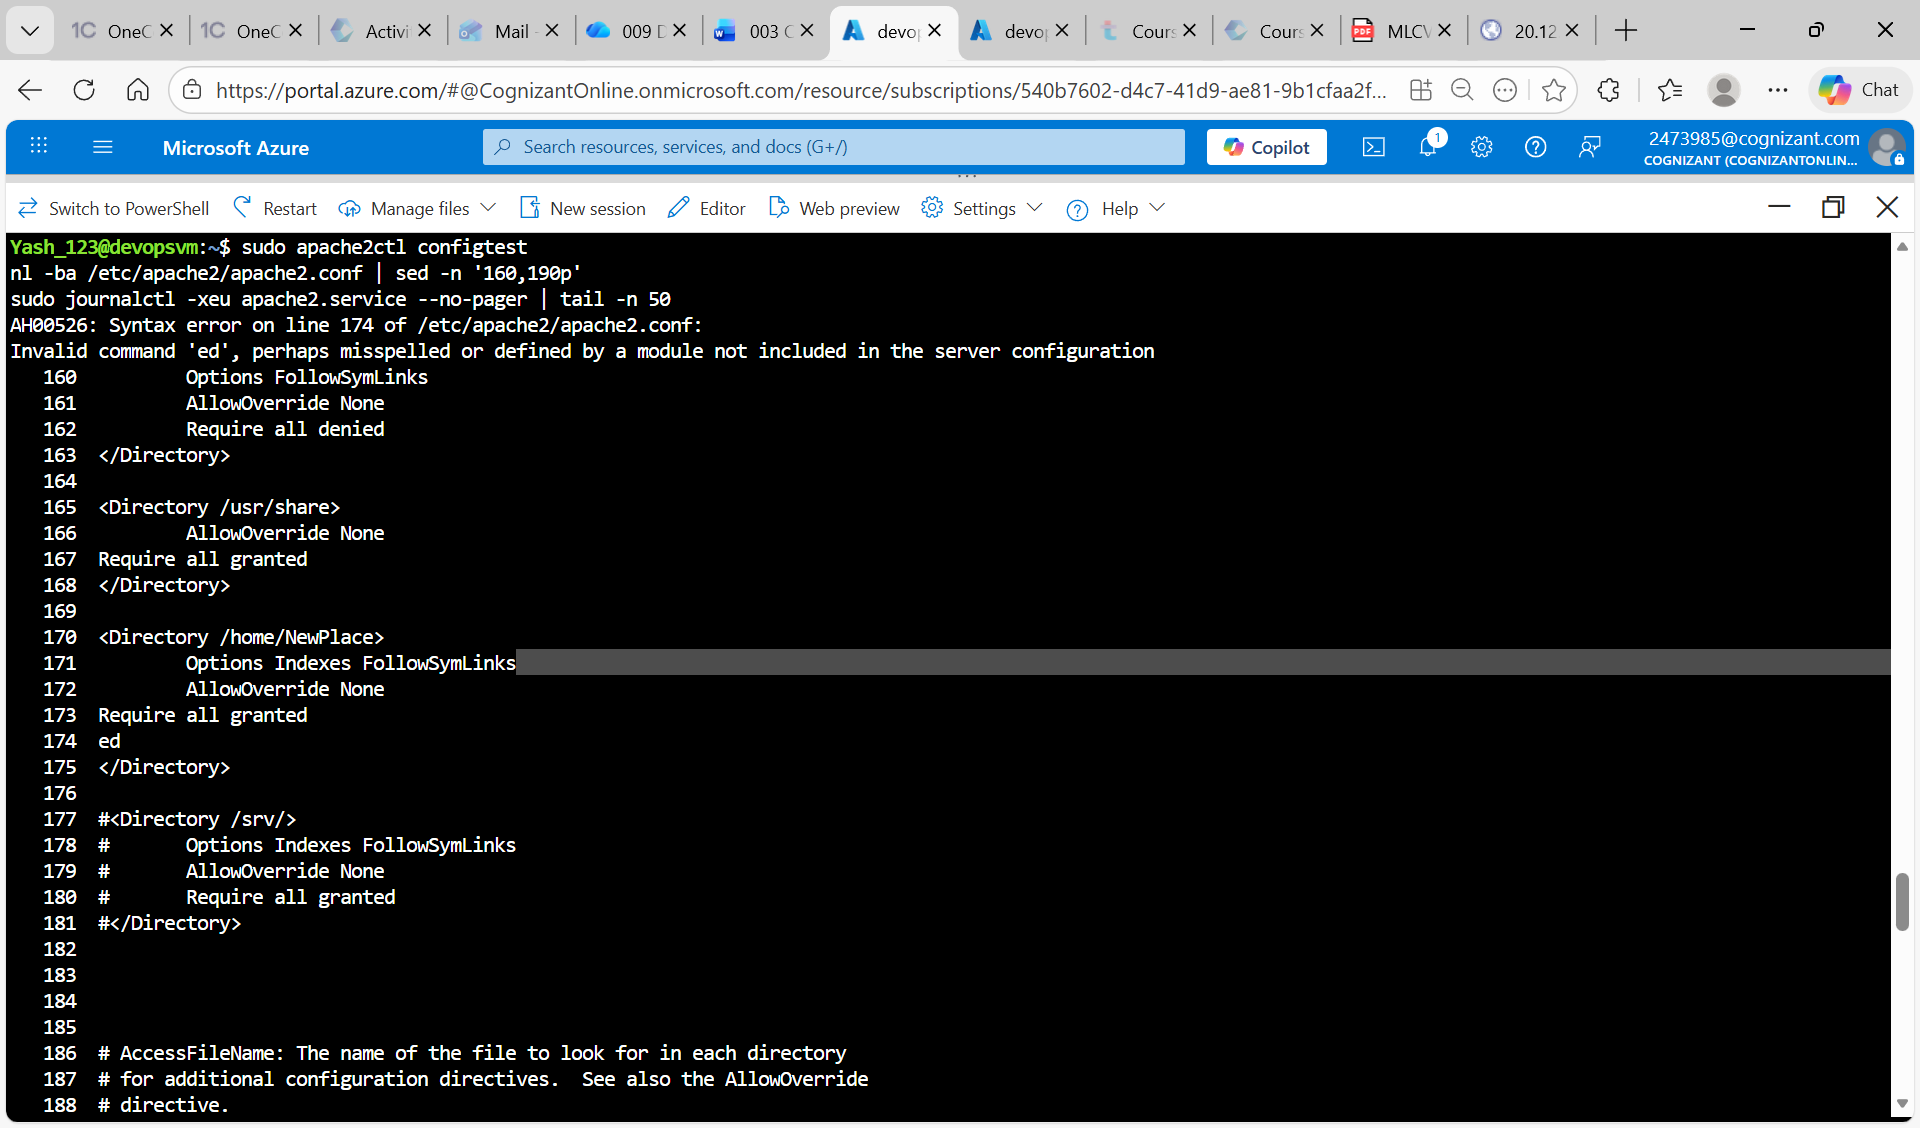 OneC
OneC
Activi
Mail -
009 D
003 C
devop
devop
Cours
Cours
MLCV
20.12
https://portal.azure.com/#@CognizantOnline.onmicrosoft.com/resource/subscriptions/540b7602-d4c7-41d9-ae81-9b1cfaa2f...
Chat
Microsoft Azure
Search resources, services, and docs (G+/)
Copilot
1
2473985@cognizant.com
COGNIZANT (COGNIZANTONLIN...
Switch to PowerShell
Restart
Manage files
New session
Editor
Web preview
Settings
Help
Yash_123@devopsvm:~$ sudo apache2ctl configtest
nl -ba /etc/apache2/apache2.conf | sed -n '160,190p'
sudo journalctl -xeu apache2.service --no-pager | tail -n 50
AH00526: Syntax error on line 174 of /etc/apache2/apache2.conf:
Invalid command 'ed', perhaps misspelled or defined by a module not included in the server configuration
160 Options FollowSymLinks
161 AllowOverride None
162 Require all denied
163 </Directory>
164
165 <Directory /usr/share>
166 AllowOverride None
167 Require all granted
168 </Directory>
169
170 <Directory /home/NewPlace>
171 Options Indexes FollowSymLinks
172 AllowOverride None
173 Require all granted
174 ed
175 </Directory>
176
177 #<Directory /srv/>
178 # Options Indexes FollowSymLinks
179 # AllowOverride None
180 # Require all granted
181 #</Directory>
182
183
184
185
186 # AccessFileName: The name of the file to look for in each directory
187 # for additional configuration directives. See also the AllowOverride
188 # directive.